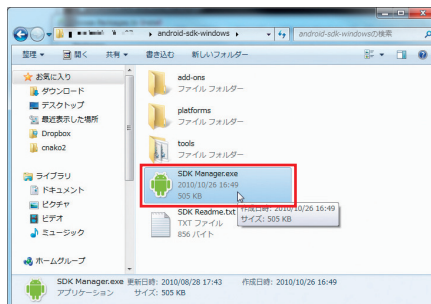 android-sdk-windows
android-sdk-windowsの検索
整理
開く
共有
書き込む
新しいフォルダー
お気に入り
ダウンロード
デスクトップ
最近表示した場所
Dropbox
cnako2
ライブラリ
ドキュメント
ピクチャ
ビデオ
ミュージック
ホームグループ
add-ons
ファイル フォルダー
platforms
ファイル フォルダー
tools
ファイル フォルダー
SDK Manager.exe
2010/10/26 16:49
505 KB
SDK Readme.txt
TXT ファイル
856 バイト
作成日時: 2010/10/26 16:49
サイズ: 505 KB
SDK Manager.exe 更新日時: 2010/08/28 17:43 作成日時: 2010/10/26 16:49
アプリケーション サイズ: 505 KB